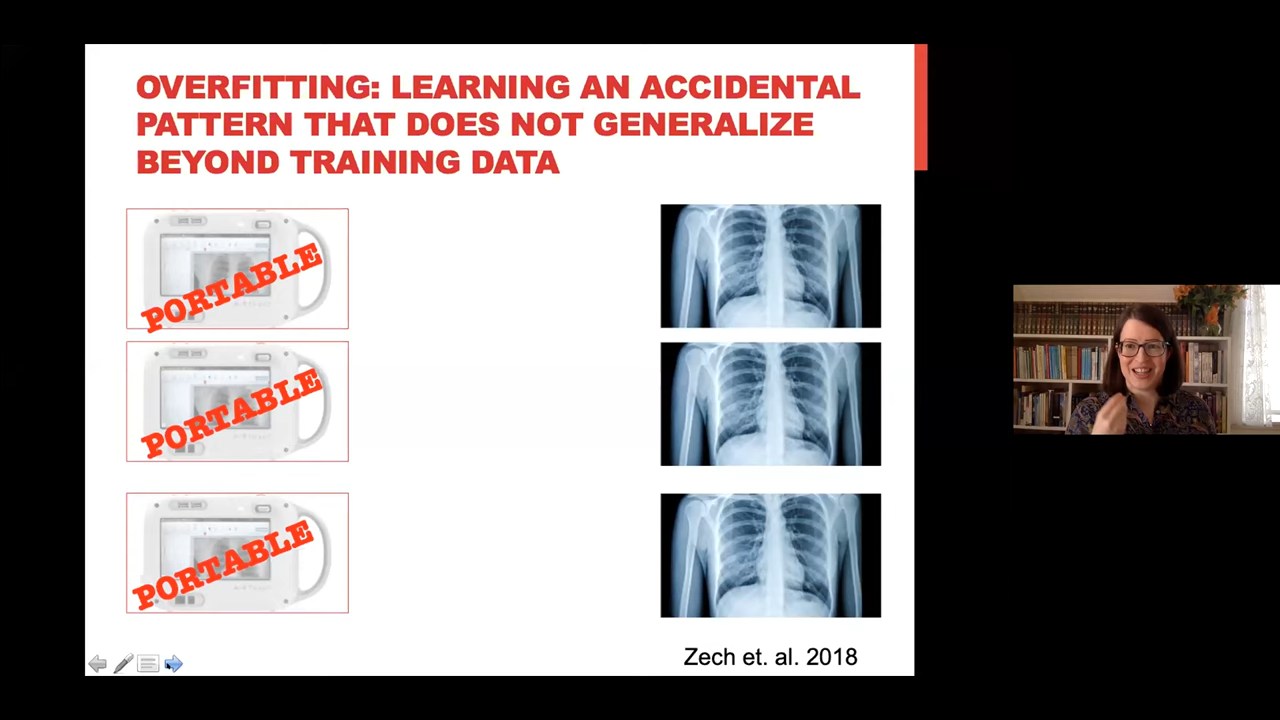 OVERFITTING: LEARNING AN ACCIDENTAL
PATTERN THAT DOES NOT GENERALIZE
BEYOND TRAINING DATA
PORTABLE
PORTABLE
PORTABLE
Zech et. al. 2018